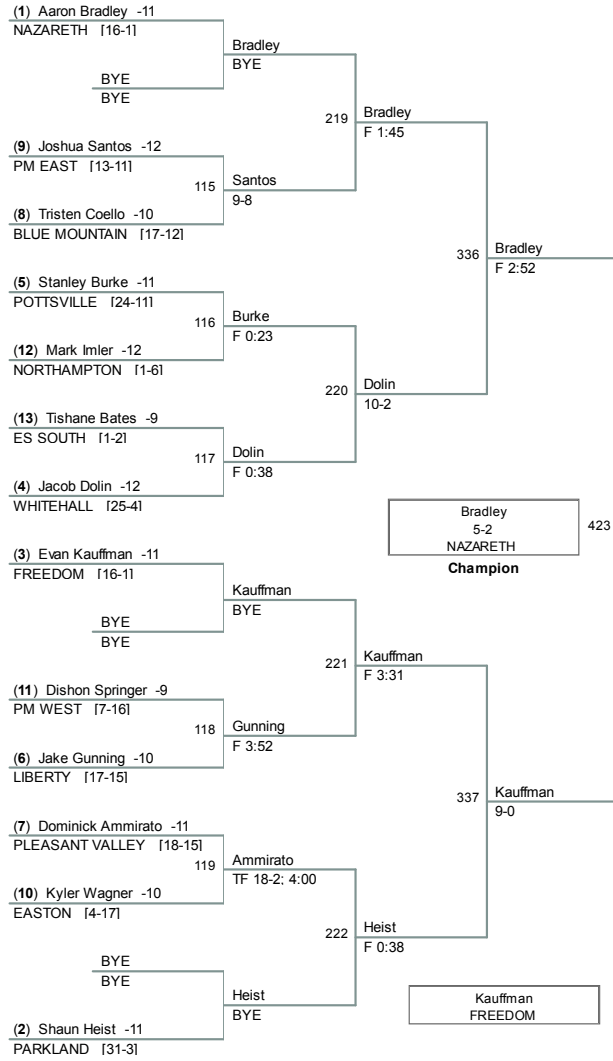 (1) Aaron Bradley -11
NAZARETH [16-1]
Bradley
BYE
BYE
BYE
219
Bradley
F 1:45
(9) Joshua Santos -12
PM EAST [13-11]
115
Santos
9-8
(8) Tristen Coello -10
BLUE MOUNTAIN [17-12]
336
Bradley
F 2:52
(5) Stanley Burke -11
POTTSVILLE [24-11]
116
Burke
F 0:23
(12) Mark Imler -12
NORTHAMPTON [1-6]
220
Dolin
10-2
(13) Tishane Bates -9
ES SOUTH [1-2]
117
Dolin
F 0:38
(4) Jacob Dolin -12
WHITEHALL [25-4]
Bradley
5-2
NAZARETH
423
Champion
(3) Evan Kauffman -11
FREEDOM [16-1]
Kauffman
BYE
BYE
BYE
221
Kauffman
F 3:31
(11) Dishon Springer -9
PM WEST [7-16]
118
Gunning
F 3:52
(6) Jake Gunning -10
LIBERTY [17-15]
337
Kauffman
9-0
(7) Dominick Ammirato -11
PLEASANT VALLEY [18-15]
119
Ammirato
TF 18-2; 4:00
(10) Kyler Wagner -10
EASTON [4-17]
222
Heist
F 0:38
BYE
BYE
Heist
BYE
Kauffman
FREEDOM
(2) Shaun Heist -11
PARKLAND [31-3]